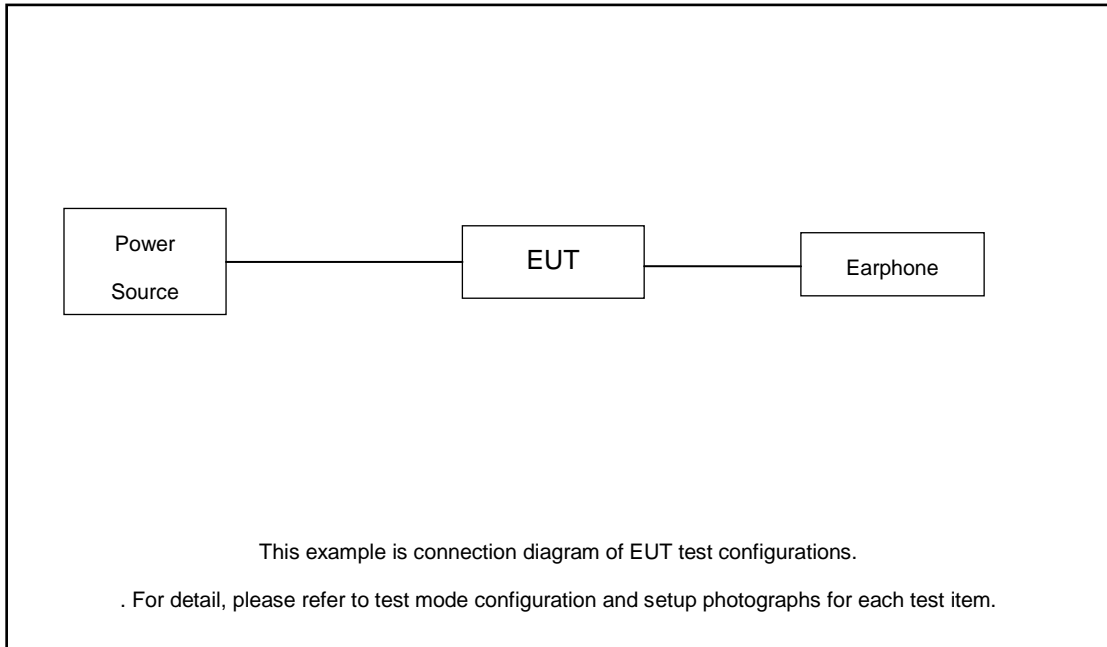 Power
Source
EUT
Earphone
This example is connection diagram of EUT test configurations.
. For detail, please refer to test mode configuration and setup photographs for each test item.